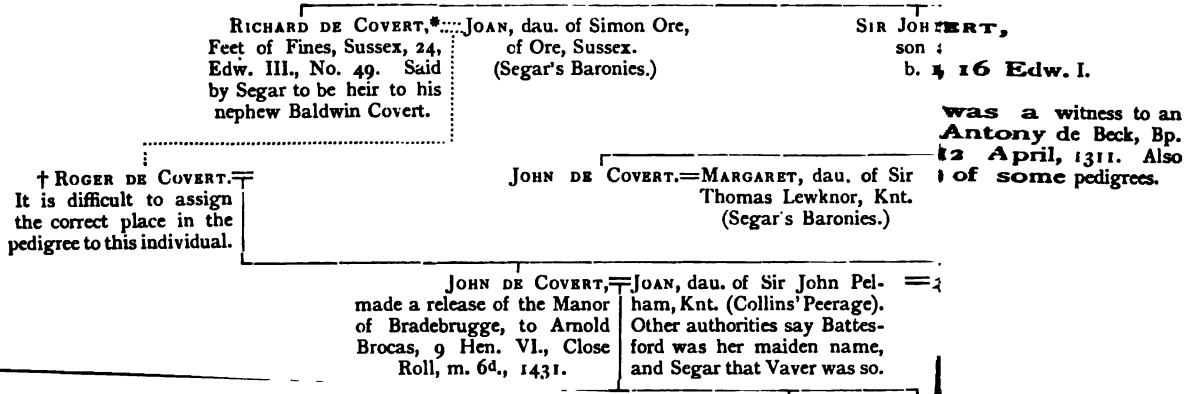 RICHARD DE COVERT,*
Feet of Fines, Sussex, 24,
Edw. III., No. 49. Said
by Segar to be heir to his
nephew Baldwin Covert.
JOAN, dau. of Simon Ore,
of Ore, Sussex.
(Segar's Baronies.)
SIR
son
b. 16 Edw. I.
was a witness to an
Antony de Beck, Bp.
April, 1311. Also
of some pedigrees.
† ROGER DE COVERT.=
It is difficult to assign
the correct place in the
pedigree to this individual.
JOHN DE COVERT.=MARGARET, dau. of Sir
Thomas Lewknor, Knt.
(Segar's Baronies.)
JOHN DE COVERT,=
made a release of the Manor
of Bradebrugge, to Arnold
Brocas, 9 Hen. VI., Close
Roll, m. 6d., 1431.
JOAN, dau. of Sir John Pel-
ham, Knt. (Collins' Peerage).
Other authorities say Battes-
ford was her maiden name,
and Segar that Vaver was so.
=